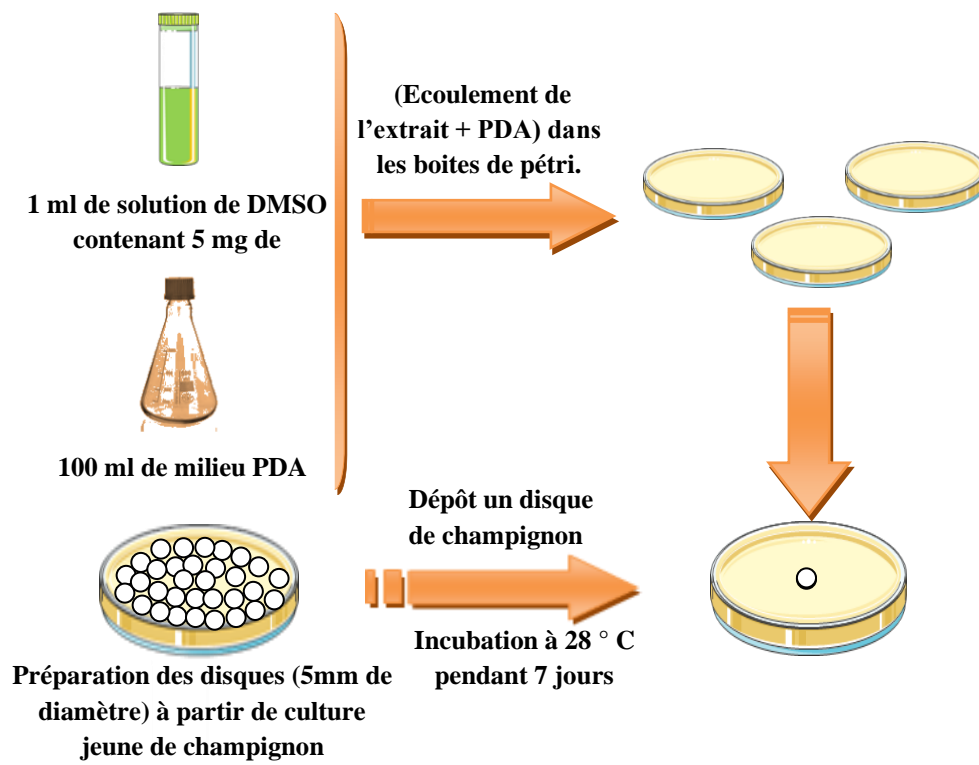 (Ecoulement de
l'extrait + PDA) dans
les boites de pétri.
1 ml de solution de DMSO
contenant 5 mg de
100 ml de milieu PDA
Dépôt un disque
de champignon
Incubation à 28 ° C
pendant 7 jours
Préparation des disques (5mm de
diamètre) à partir de culture
jeune de champignon